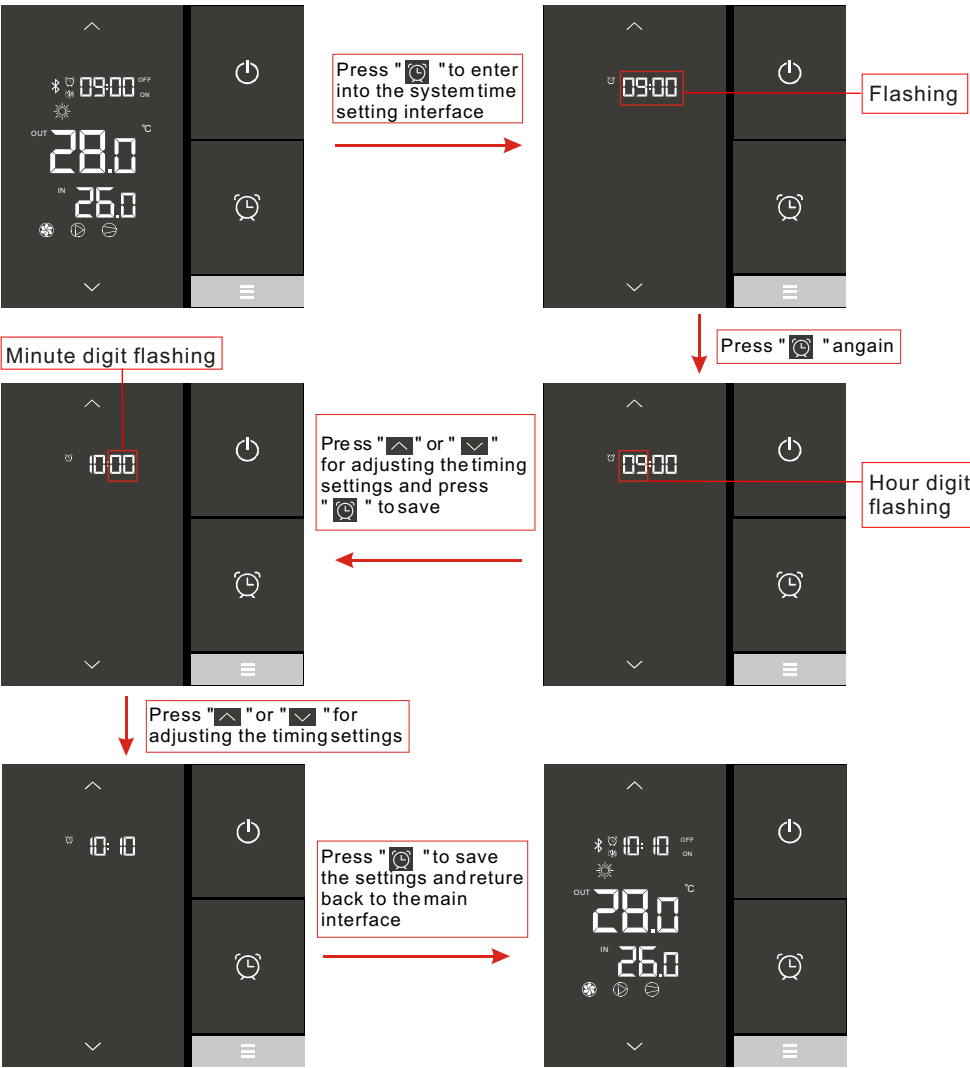 09:00 OFF
ON
OUT 28.0 °C
IN 26.0
Press " " to enter
into the system time
setting interface
09:00
Flashing
Press " " angain
09:00
Hour digit
flashing
Press " " or " "
for adjusting the timing
settings and press
" " to save
Minute digit flashing
10:00
Press " " or " " for
adjusting the timing settings
10:10
Press " " to save
the settings and reture
back to the main
interface
10:10 OFF
ON
OUT 28.0 °C
IN 26.0